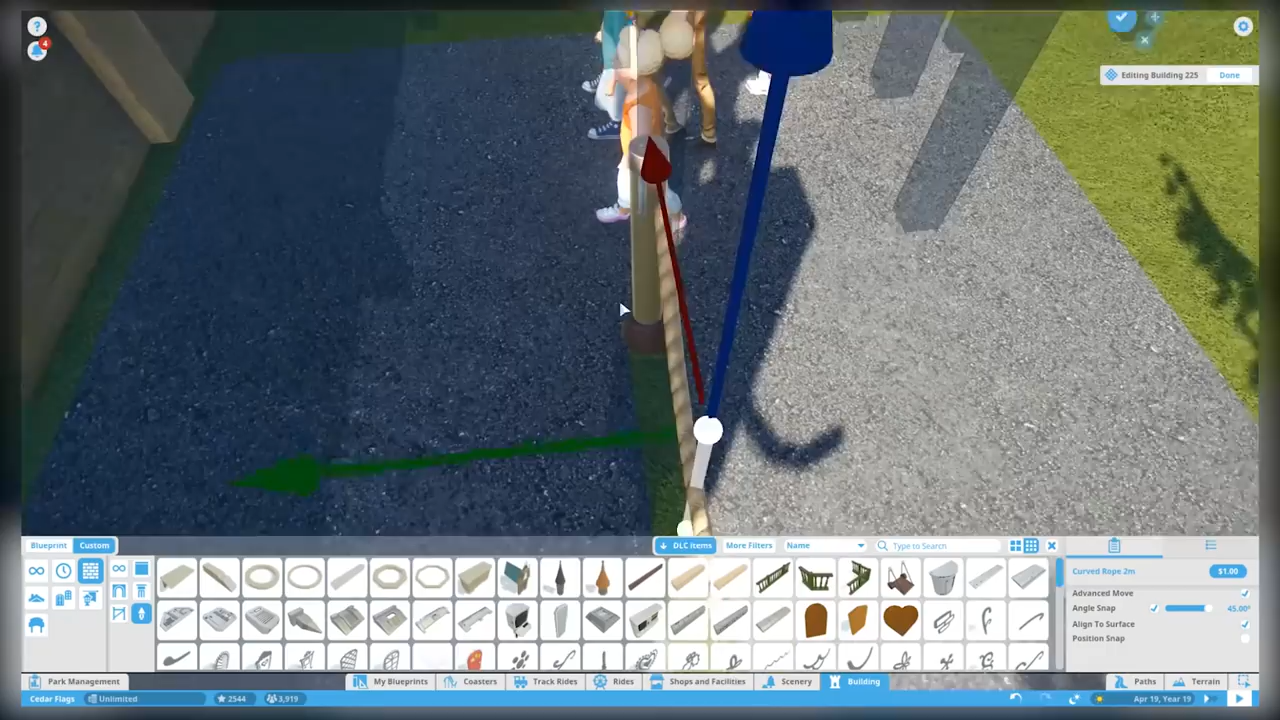 ?
4
Editing Building 225 Done
Blueprint Custom DLC Items More Filters Name Type to Search
Curved Rope 2m $1.00
Advanced Move
Angle Snap 45.00°
Align To Surface
Position Snap
Park Management My Blueprints Coasters Track Rides Rides Shops and Facilities Scenery Building Paths Terrain
Cedar Flags Unlimited 2544 3,919 Apr 19, Year 19